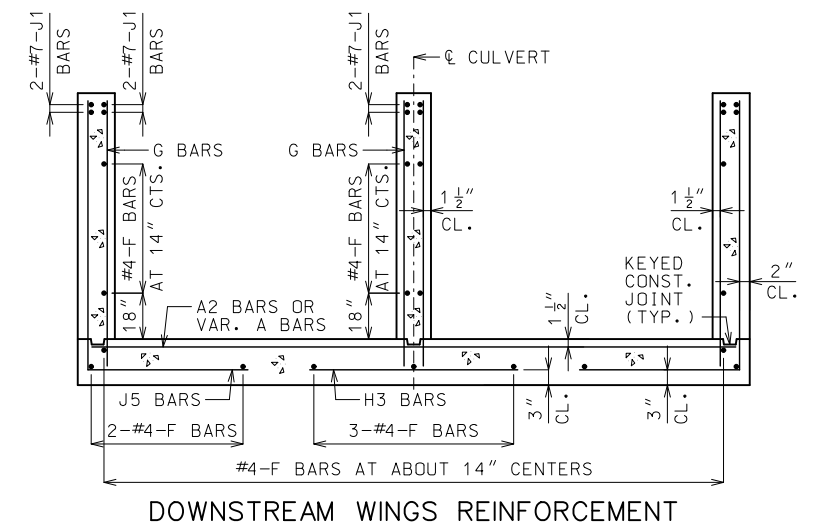 2-#7-J1
BARS
2-#7-J1
BARS
2-#7-J1
BARS
℄ CULVERT
G BARS
G BARS
#4-F BARS
AT 14" CTS.
#4-F BARS
AT 14" CTS.
1 1/2"
CL.
1 1/2"
CL.
KEYED
CONST.
JOINT
(TYP.)
2"
CL.
18"
A2 BARS OR
VAR. A BARS
18"
1 1/2"
CL.
J5 BARS
H3 BARS
3"
CL.
3"
CL.
2-#4-F BARS
3-#4-F BARS
#4-F BARS AT ABOUT 14" CENTERS
DOWNSTREAM WINGS REINFORCEMENT